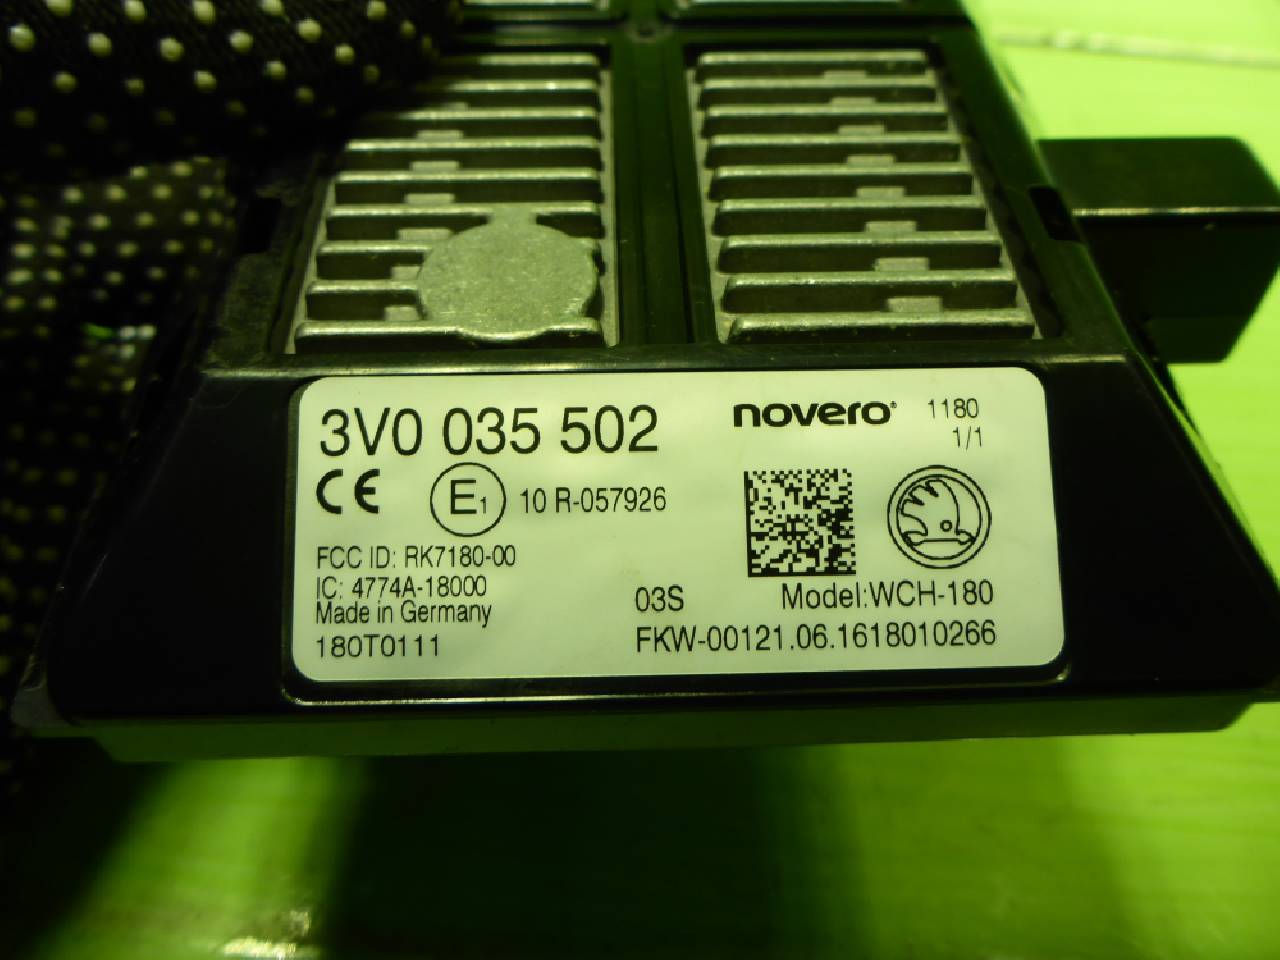 3V0 035 502
novero
1180
1/1
CE E1 10 R-057926
FCC ID: RK7180-00
IC: 4774A-18000
Made in Germany
180T0111
03S Model:WCH-180
FKW-00121.06.1618010266